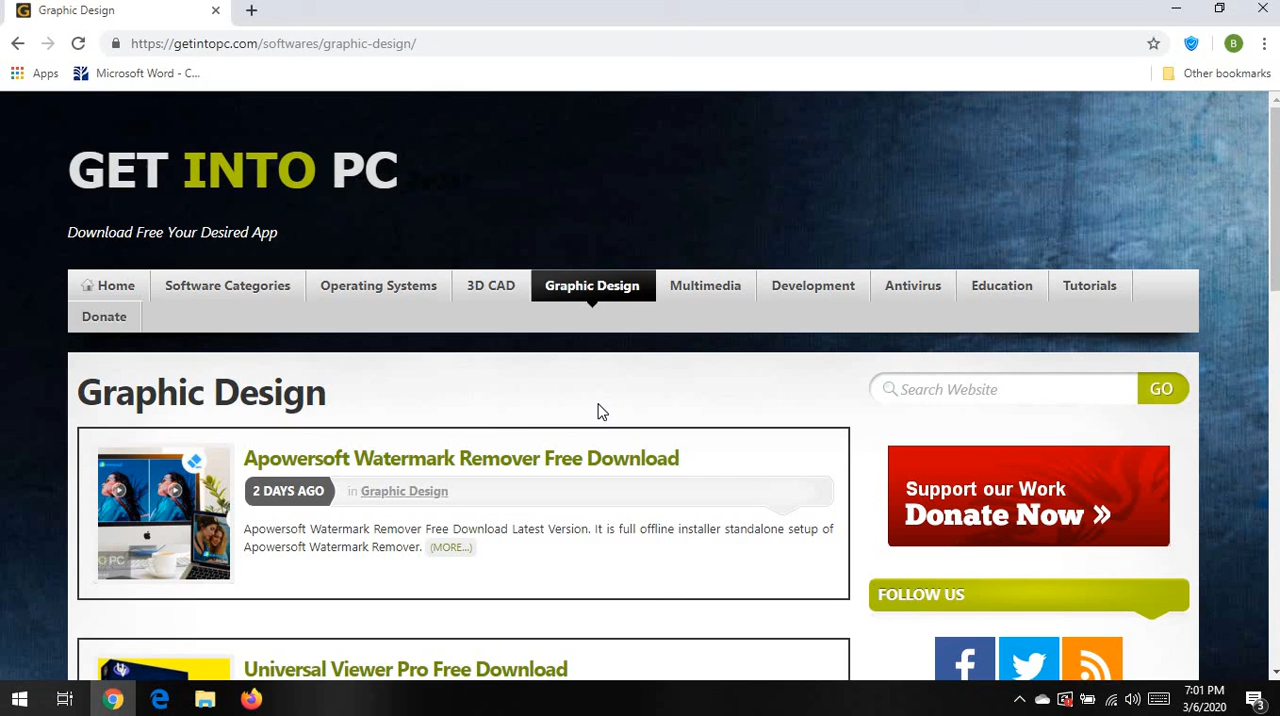 Graphic Design
https://getintopc.com/softwares/graphic-design/
B
Apps
Microsoft Word - C...
Other bookmarks
GET INTO PC
Download Free Your Desired App
Home
Software Categories
Operating Systems
3D CAD
Graphic Design
Multimedia
Development
Antivirus
Education
Tutorials
Donate
Graphic Design
Search Website
GO
Apowersoft Watermark Remover Free Download
2 DAYS AGO
in Graphic Design
Apowersoft Watermark Remover Free Download Latest Version. It is full offline installer standalone setup of
Apowersoft Watermark Remover. (MORE...)
TO PC
Support our Work
Donate Now »
FOLLOW US
Universal Viewer Pro Free Download
7:01 PM
3/6/2020
3